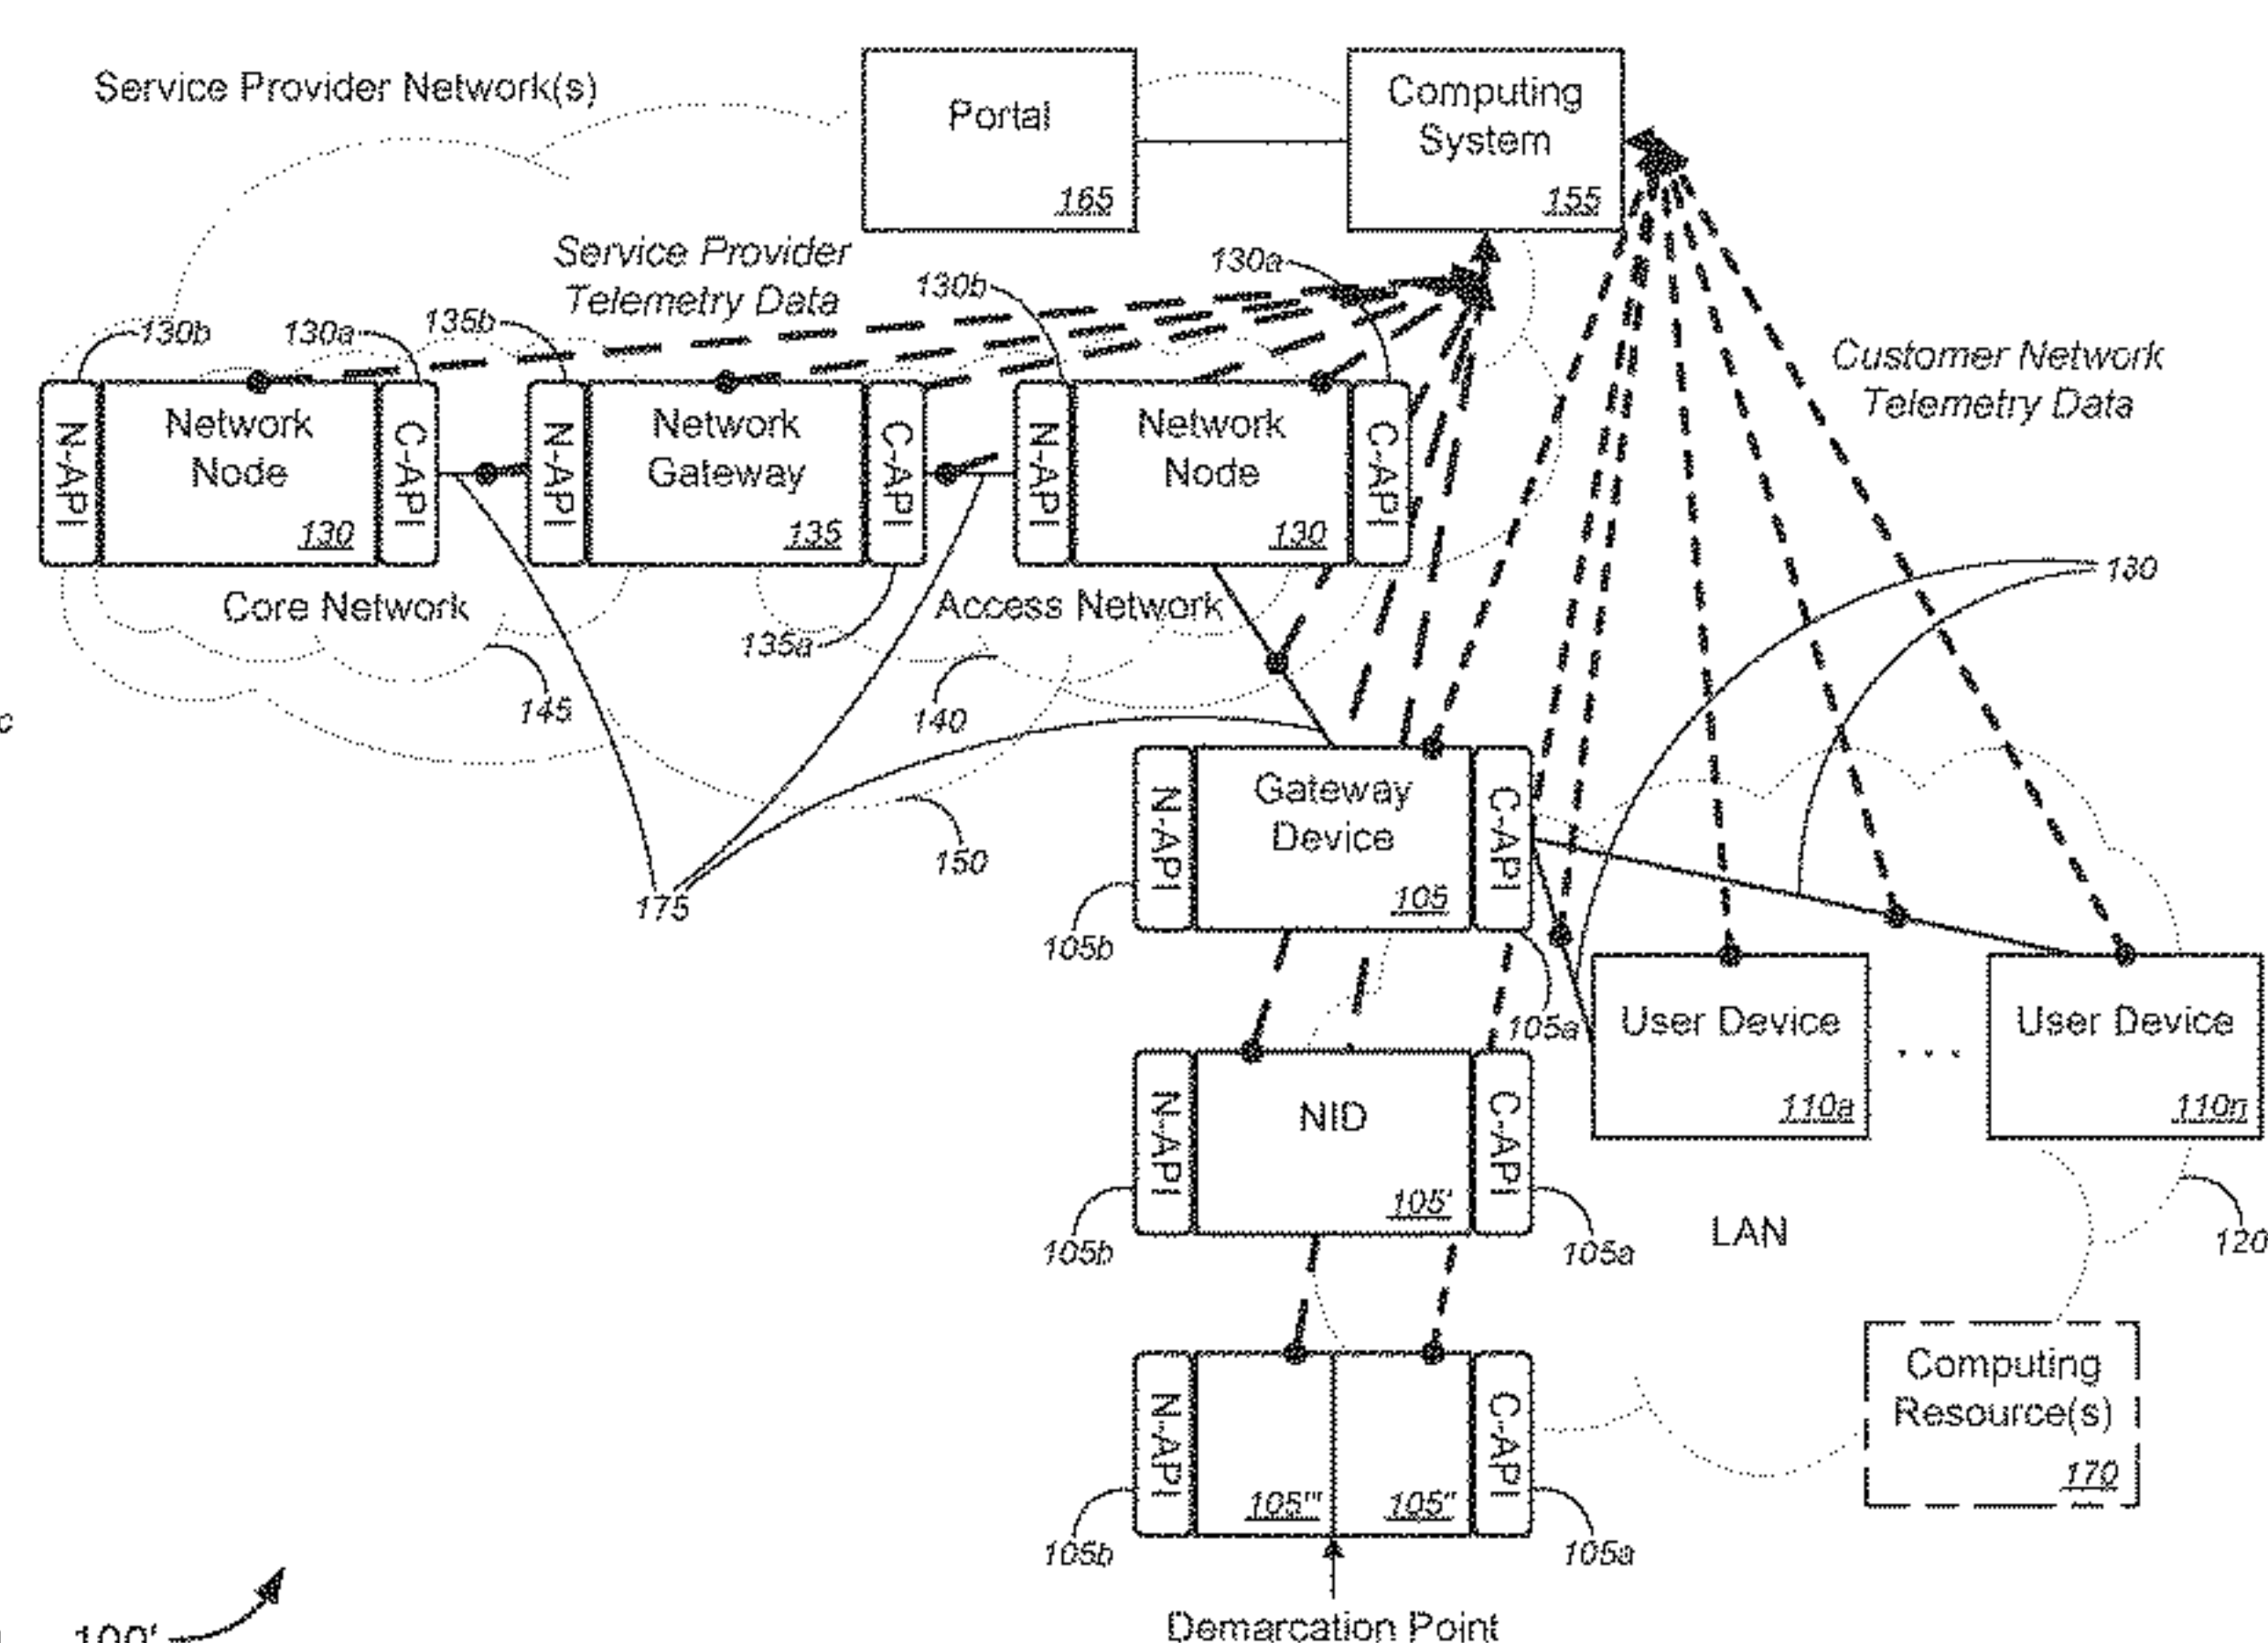 Service Provider Network(s)
Portal
165
Computing
System
155
Service Provider
Telemetry Data
130b
130a
135b
130b
130a
Customer Network
Telemetry Data
N-API
Network
Node
130
C-API
N-API
Network
Gateway
135
C-API
N-API
Network
Node
130
C-API
180
Core Network
Access Network
135a
145
140
c
150
175
N-API
Gateway
Device
105
C-API
105b
105a
User Device
110a
. . .
User Device
110n
N-API
NID
105'
C-API
105b
105a
LAN
120
N-API
105'''
105''
C-API
105b
105a
Computing
Resource(s)
170
100'
Demarcation Point